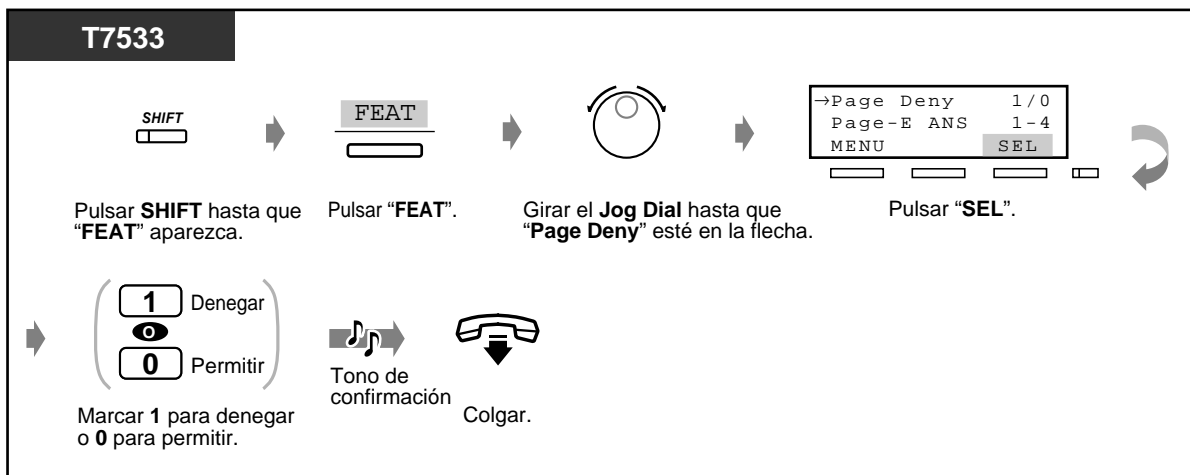 T7533
SHIFT
FEAT
→Page Deny 1/0
Page-E ANS 1-4
MENU SEL
Pulsar SHIFT hasta que
“FEAT” aparezca.
Pulsar “FEAT”.
Girar el Jog Dial hasta que
“Page Deny” esté en la flecha.
Pulsar “SEL”.
1 Denegar
O
0 Permitir
Marcar 1 para denegar
o 0 para permitir.
Tono de
confirmación
Colgar.